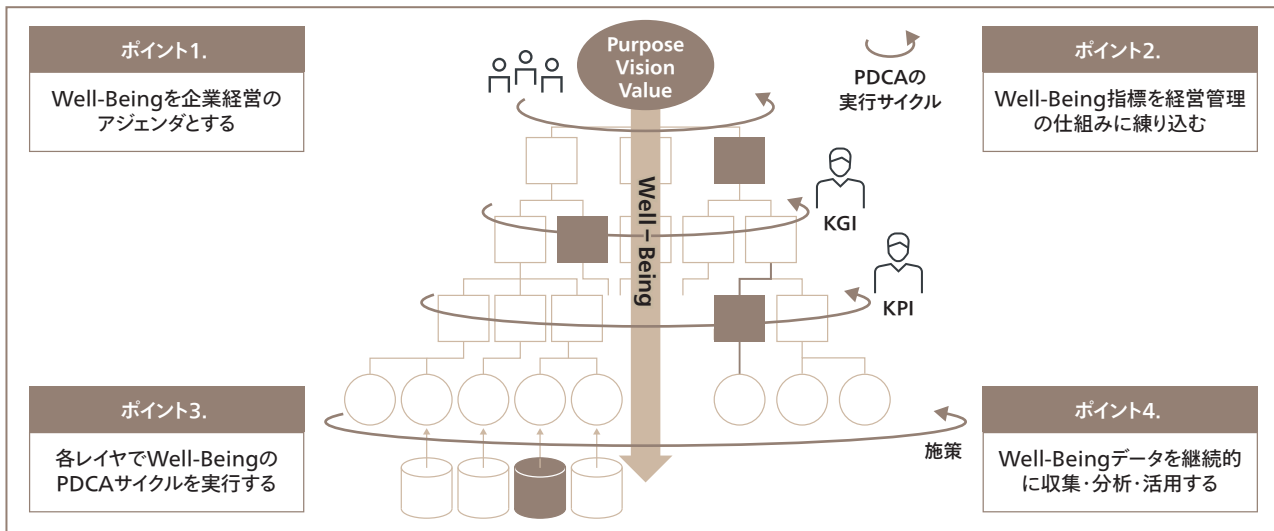 ポイント1.
Well-Beingを企業経営の
アジェンダとする
Purpose
Vision
Value
PDCAの
実行サイクル
ポイント2.
Well-Being指標を経営管理
の仕組みに練り込む
Well – Being
KGI
KPI
施策
ポイント3.
各レイヤでWell-Beingの
PDCAサイクルを実行する
ポイント4.
Well-Beingデータを継続的
に収集・分析・活用する